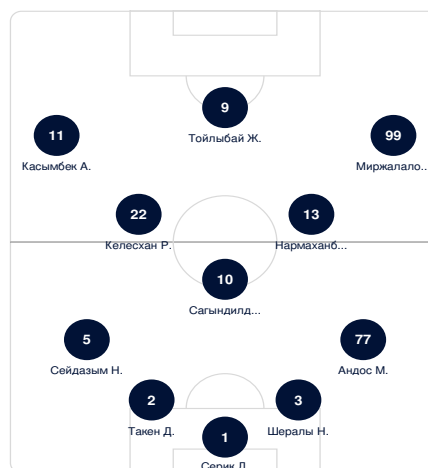 9
Тойлыбай Ж.
11
99
Касымбек А.
Миржалало...
22
13
Келесхан Р.
Нармаханб...
10
Сагындилд...
5
77
Сейдазым Н.
Андос М.
2
3
Такен Д.
Шералы Н.
1
Серик Д